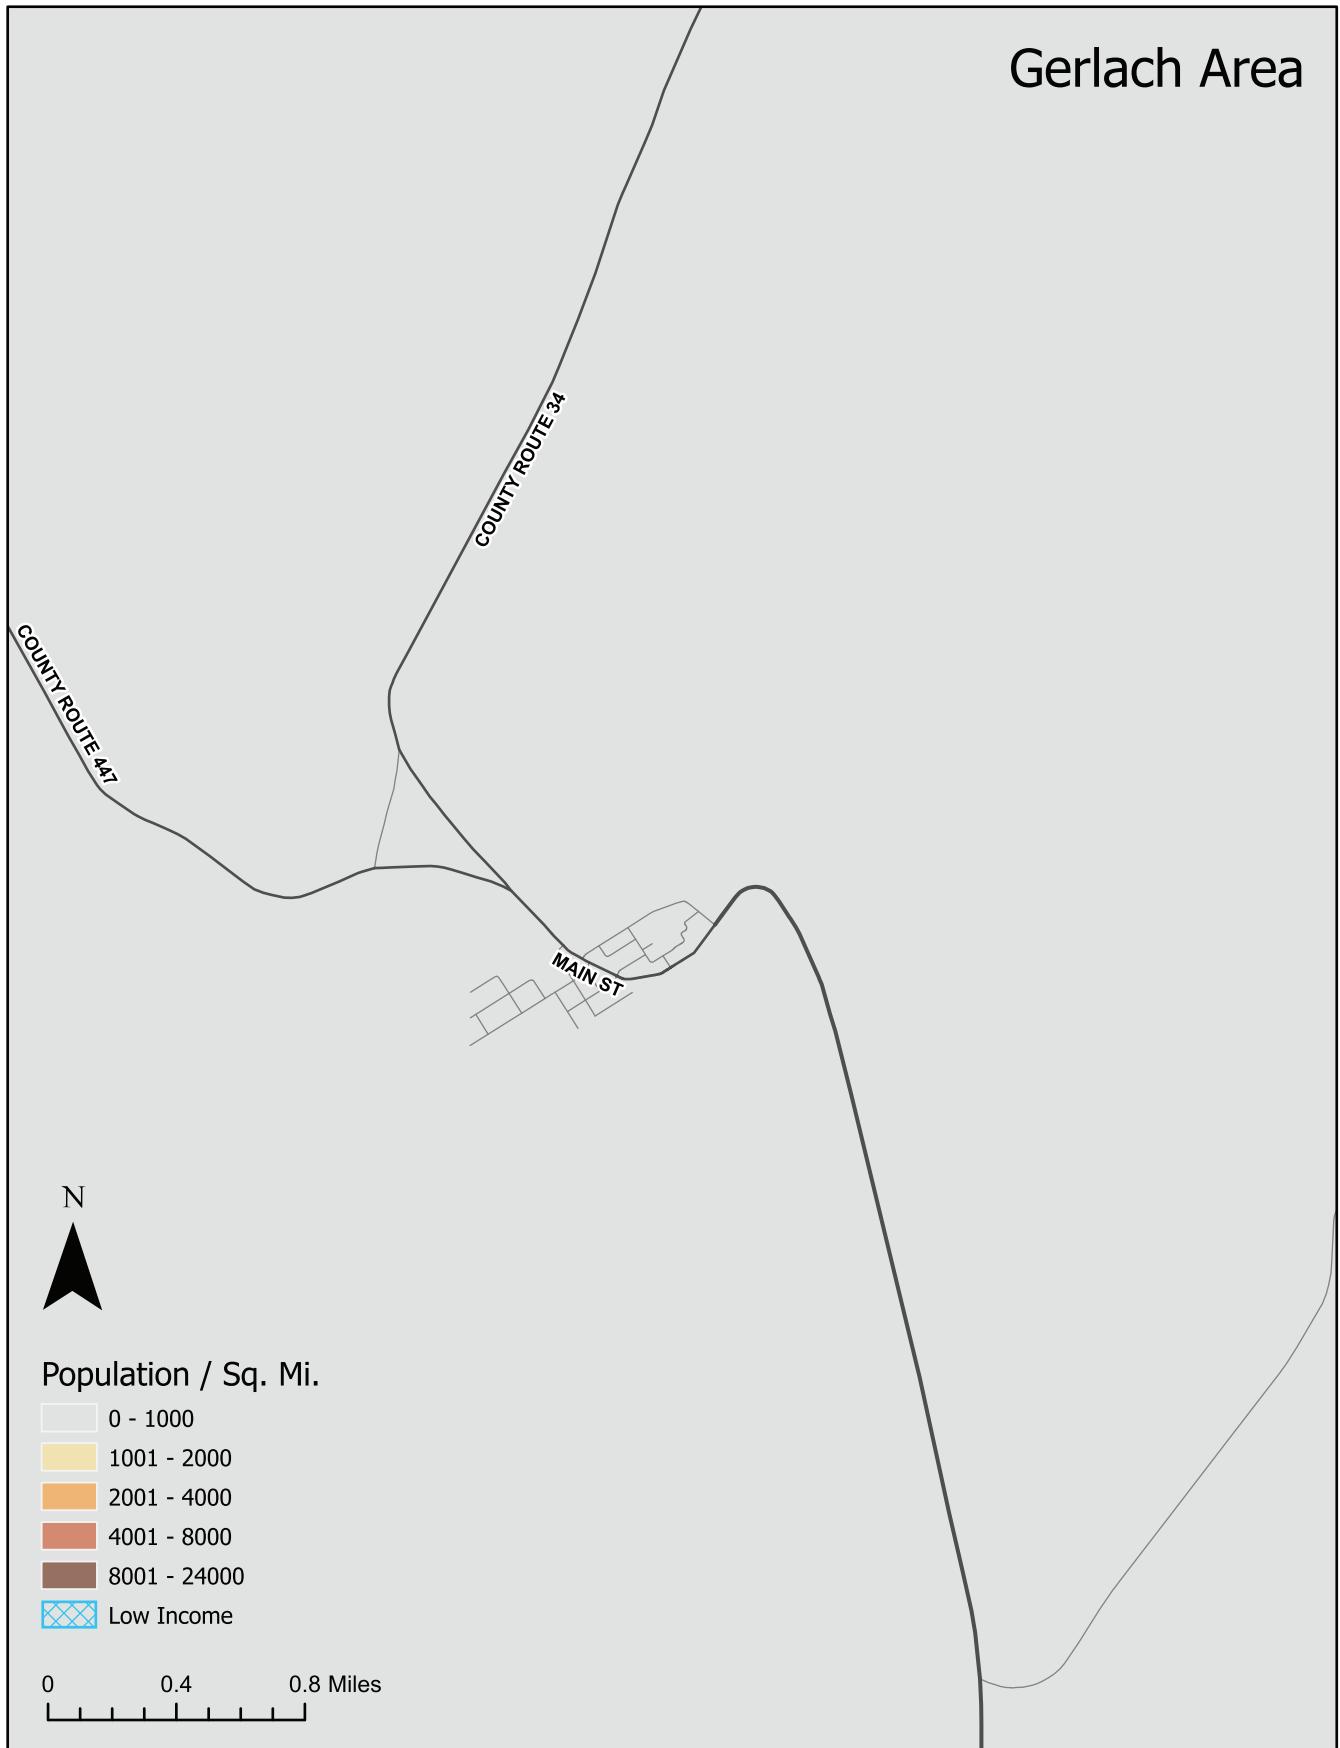 Gerlach Area
COUNTY ROUTE 34
COUNTY ROUTE 447
MAIN ST
N
Population / Sq. Mi.
0 - 1000
1001 - 2000
2001 - 4000
4001 - 8000
8001 - 24000
Low Income
0 0.4 0.8 Miles